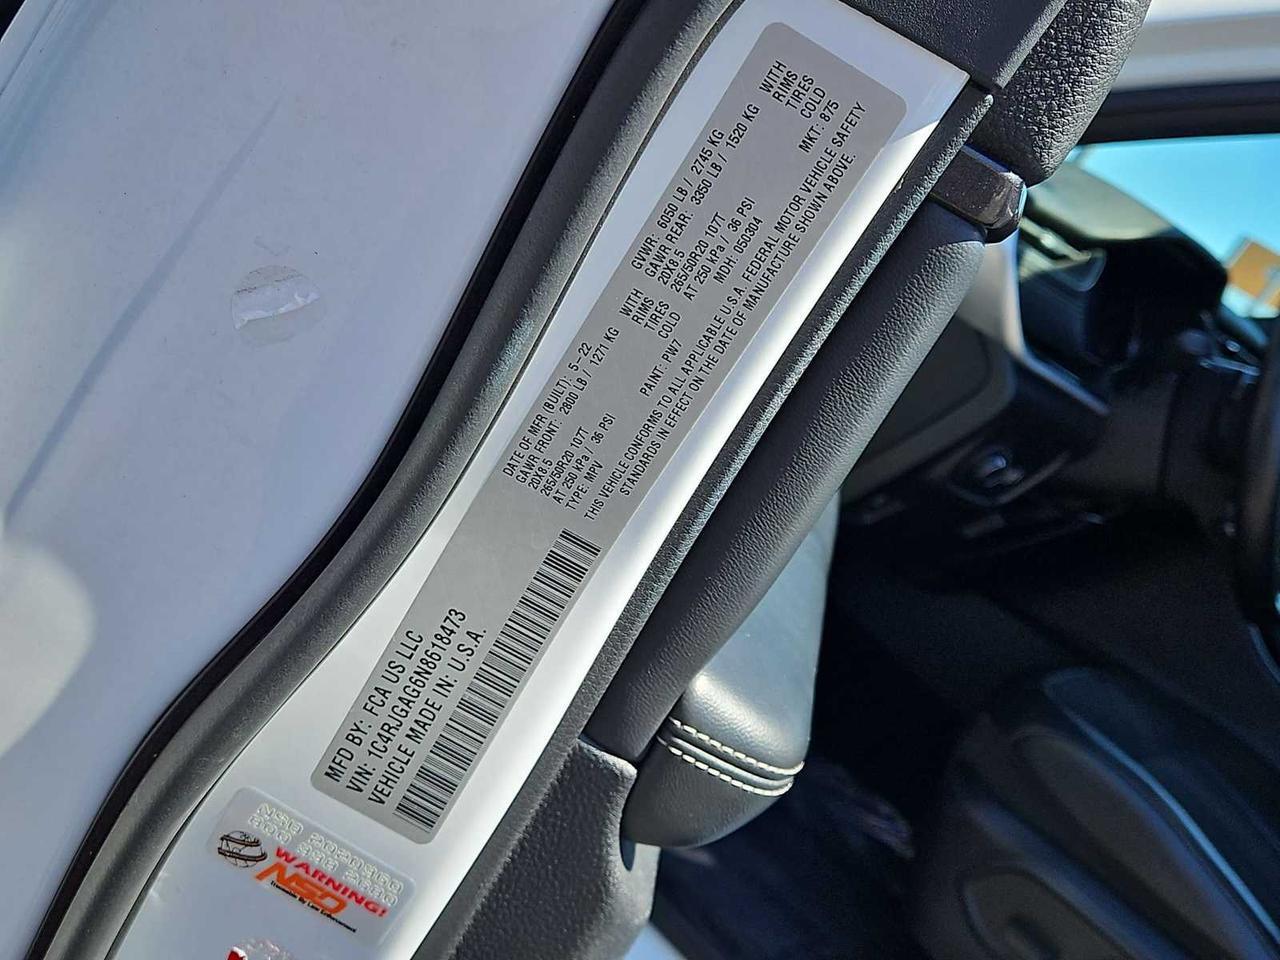 MFD BY: FCA US LLC
VIN: 1C4RJGAG6N8618473
VEHICLE MADE IN: U.S.A.
DATE OF MFR (BUILT): 5-22 GVWR: 6050 LB / 2745 KG
GAWR FRONT: 2800 LB / 1271 KG WITH GAWR REAR: 3350 LB / 1520 KG WITH
20X8.5 RIMS 20X8.5 RIMS
265/50R20 107T TIRES 265/50R20 107T TIRES
AT 250 kPa / 36 PSI COLD AT 250 kPa / 36 PSI COLD
TYPE: MPV PAINT: PW7 MDH: 050304 MKT: 875
THIS VEHICLE CONFORMS TO ALL APPLICABLE U.S.A. FEDERAL MOTOR VEHICLE SAFETY
STANDARDS IN EFFECT ON THE DATE OF MANUFACTURE SHOWN ABOVE.
WARNING!
NSD
Traceable By Law Enforcement